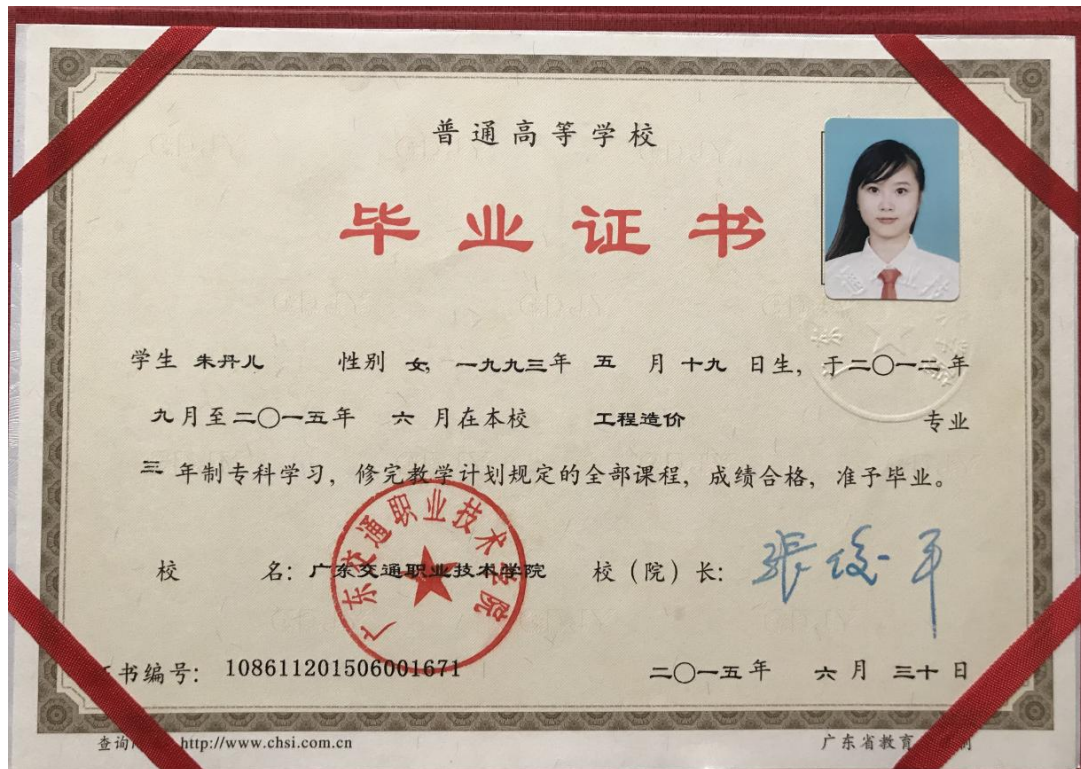 普通高等学校
毕业证书
学生 朱丹儿 性别 女, 一九九三年 五 月 十九 日生, 于二〇一二年
九月至二〇一五年 六 月在本校 工程造价 专业
三 年制专科学习, 修完教学计划规定的全部课程, 成绩合格, 准予毕业。
广东交通职业技术学院
校 名: 广东交通职业技术学院 校（院）长:
书编号: 108611201506001671 二〇一五年 六 月 三十 日
查询 http://www.chsi.com.cn 广东省教育 制